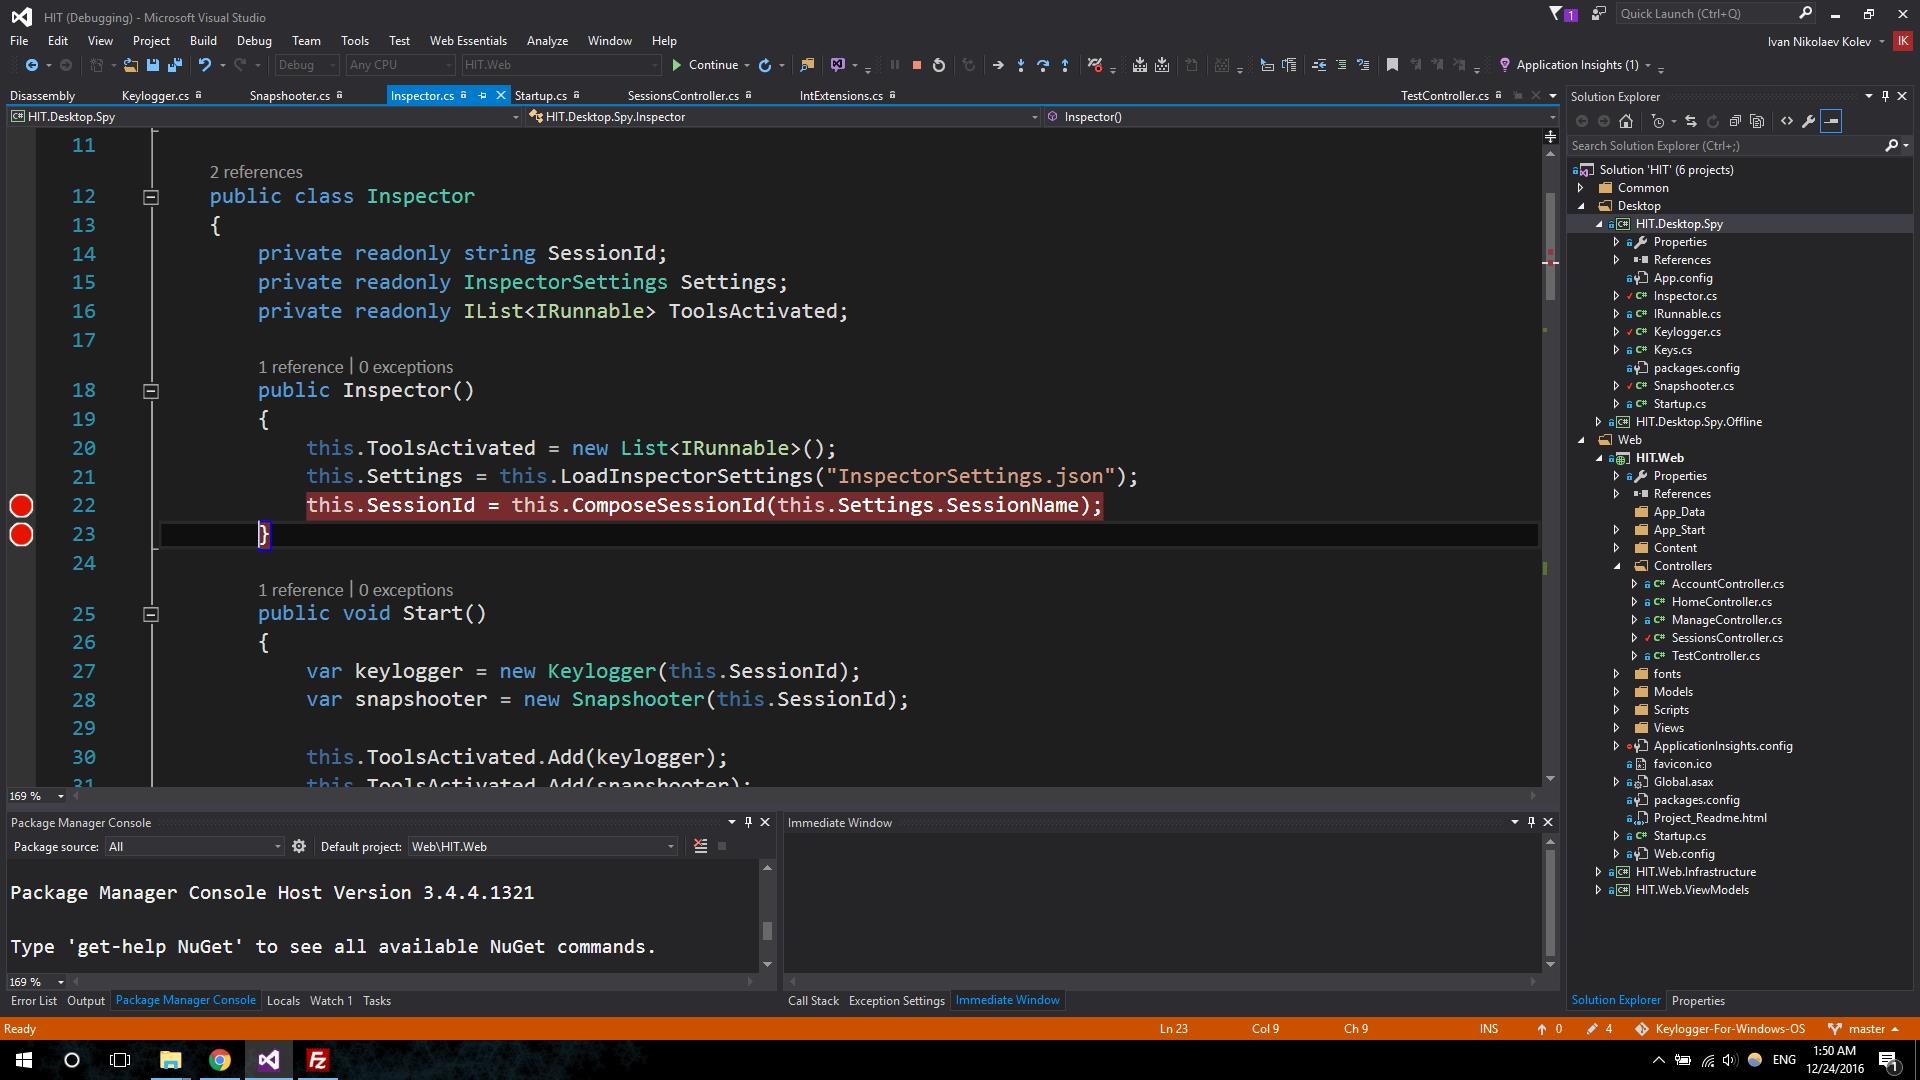 HIT (Debugging) - Microsoft Visual Studio
1
Quick Launch (Ctrl+Q)
File Edit View Project Build Debug Team Tools Test Web Essentials Analyze Window Help
Ivan Nikolaev Kolev IK
Debug Any CPU HIT.Web Continue Application Insights (1)
Disassembly Keylogger.cs Snapshooter.cs Inspector.cs Startup.cs SessionsController.cs IntExtensions.cs TestController.cs
HIT.Desktop.Spy HIT.Desktop.Spy.Inspector Inspector()
11
2 references
12 public class Inspector
13 {
14 private readonly string SessionId;
15 private readonly InspectorSettings Settings;
16 private readonly IList<IRunnable> ToolsActivated;
17
1 reference | 0 exceptions
18 public Inspector()
19 {
20 this.ToolsActivated = new List<IRunnable>();
21 this.Settings = this.LoadInspectorSettings("InspectorSettings.json");
22 this.SessionId = this.ComposeSessionId(this.Settings.SessionName);
23 }
24
1 reference | 0 exceptions
25 public void Start()
26 {
27 var keylogger = new Keylogger(this.SessionId);
28 var snapshooter = new Snapshooter(this.SessionId);
29
30 this.ToolsActivated.Add(keylogger);
31 this.ToolsActivated.Add(snapshooter);
169 %
Package Manager Console
Package source: All Default project: Web\HIT.Web
Package Manager Console Host Version 3.4.4.1321
Type 'get-help NuGet' to see all available NuGet commands.
169 %
Error List Output Package Manager Console Locals Watch 1 Tasks
Immediate Window
Call Stack Exception Settings Immediate Window
Solution Explorer
Search Solution Explorer (Ctrl+;)
Solution 'HIT' (6 projects)
Common
Desktop
C# HIT.Desktop.Spy
Properties
References
App.config
C# Inspector.cs
C# IRunnable.cs
C# Keylogger.cs
C# Keys.cs
packages.config
C# Snapshooter.cs
C# Startup.cs
C# HIT.Desktop.Spy.Offline
Web
HIT.Web
Properties
References
App_Data
App_Start
Content
Controllers
C# AccountController.cs
C# HomeController.cs
C# ManageController.cs
C# SessionsController.cs
C# TestController.cs
fonts
Models
Scripts
Views
ApplicationInsights.config
favicon.ico
Global.asax
packages.config
Project_Readme.html
C# Startup.cs
Web.config
C# HIT.Web.Infrastructure
C# HIT.Web.ViewModels
Solution Explorer Properties
Ready Ln 23 Col 9 Ch 9 INS 0 4 Keylogger-For-Windows-OS master
ENG 1:50 AM
12/24/2016 1